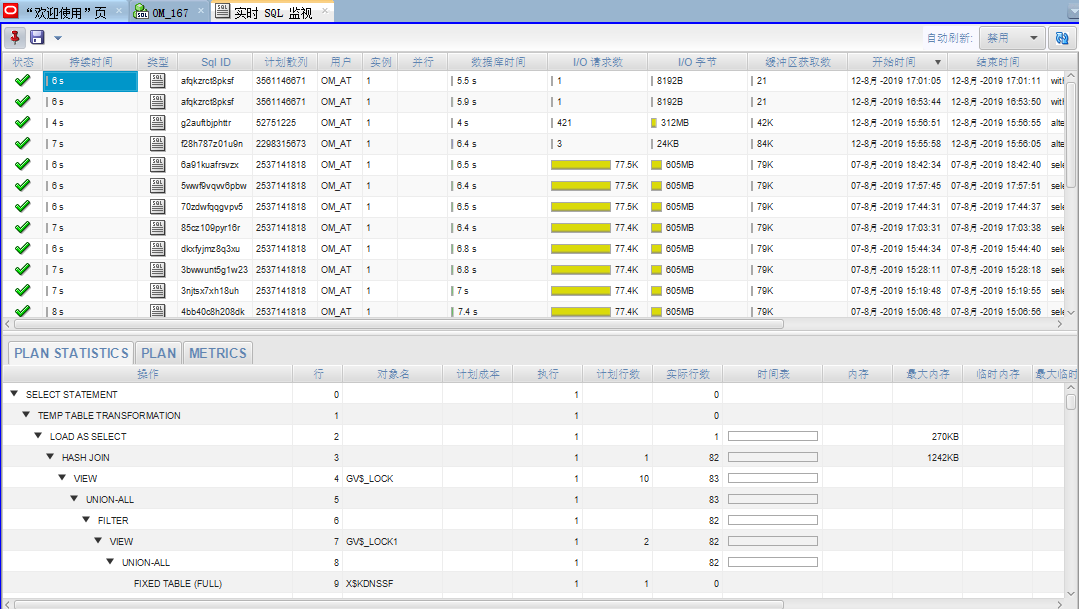 “欢迎使用”页 × OM_167 × 实时 SQL 监视 ×
自动刷新: 禁用
状态 持续时间 类型 Sql ID 计划散列 用户 实例 并行 数据库时间 I/O 请求数 I/O 字节 缓冲区获取数 开始时间 结束时间
6 s SQL afqkzrct8pksf 3561146671 OM_AT 1 5.5 s 1 8192B 21 12-8月 -2019 17:01:05 12-8月 -2019 17:01:11 with
6 s SQL afqkzrct8pksf 3561146671 OM_AT 1 5.9 s 1 8192B 21 12-8月 -2019 16:53:44 12-8月 -2019 16:53:50 with
4 s SQL g2auftbjphttr 52751225 OM_AT 1 4 s 421 312MB 42K 12-8月 -2019 15:56:51 12-8月 -2019 15:56:55 alte
7 s SQL f28h787z01u9n 2298315673 OM_AT 1 6.4 s 3 24KB 84K 12-8月 -2019 15:55:58 12-8月 -2019 15:56:05 alte
6 s SQL 6a91kuafrsvzx 2537141818 OM_AT 1 6.5 s 77.5K 605MB 79K 07-8月 -2019 18:42:34 07-8月 -2019 18:42:40 sele
6 s SQL 5wwf9vqvv6pbw 2537141818 OM_AT 1 6.4 s 77.5K 605MB 79K 07-8月 -2019 17:57:45 07-8月 -2019 17:57:51 sele
6 s SQL 70zdwfqqgvpv5 2537141818 OM_AT 1 6.5 s 77.5K 605MB 79K 07-8月 -2019 17:44:31 07-8月 -2019 17:44:37 sele
7 s SQL 85cz109pyr16r 2537141818 OM_AT 1 6.4 s 77.4K 605MB 79K 07-8月 -2019 17:03:31 07-8月 -2019 17:03:38 sele
6 s SQL dkxfyjmz8q3xu 2537141818 OM_AT 1 6.8 s 77.4K 605MB 79K 07-8月 -2019 15:44:34 07-8月 -2019 15:44:40 sele
7 s SQL 3bwwunt5g1w23 2537141818 OM_AT 1 6.8 s 77.4K 605MB 79K 07-8月 -2019 15:28:11 07-8月 -2019 15:28:18 sele
7 s SQL 3njtsx7xh18uh 2537141818 OM_AT 1 7 s 77.4K 605MB 79K 07-8月 -2019 15:19:48 07-8月 -2019 15:19:55 sele
8 s SQL 4bb40c8h208dk 2537141818 OM_AT 1 7.4 s 77.4K 605MB 79K 07-8月 -2019 15:06:48 07-8月 -2019 15:06:56 sele
PLAN STATISTICS PLAN METRICS
操作 行 对象名 计划成本 执行 计划行数 实际行数 时间表 内存 最大内存 临时内存 最大临时
SELECT STATEMENT 0 1 0
TEMP TABLE TRANSFORMATION 1 1 0
LOAD AS SELECT 2 1 1 270KB
HASH JOIN 3 1 1 82 1242KB
VIEW 4 GV$_LOCK 1 10 83
UNION-ALL 5 1 83
FILTER 6 1 82
VIEW 7 GV$_LOCK1 1 2 82
UNION-ALL 8 1 82
FIXED TABLE (FULL) 9 X$KDNSSF 1 1 0